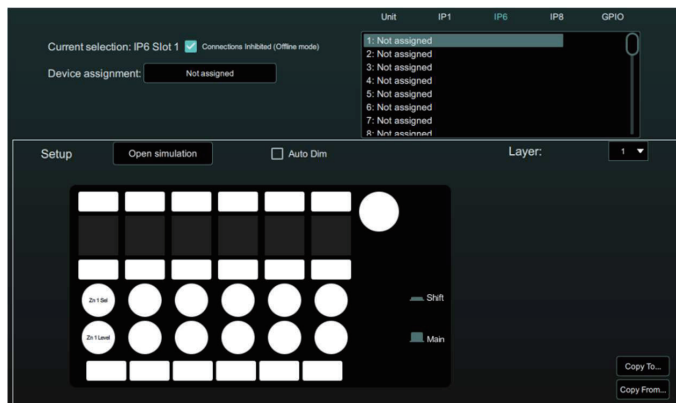 Unit IP1 IP6 IP8 GPIO
Current selection: IP6 Slot 1 Connections Inhibited (Offline mode)
Device assignment: Not assigned
1: Not assigned
2: Not assigned
3: Not assigned
4: Not assigned
5: Not assigned
6: Not assigned
7: Not assigned
8: Not assigned
Setup Open simulation Auto Dim Layer: 1
Zn 1 Sel
Shift
Zn 1 Level
Main
Copy To...
Copy From...